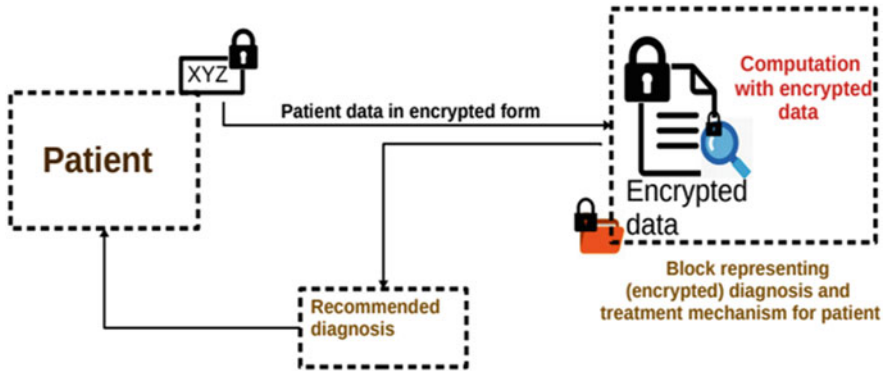 XYZ
Patient
Patient data in encrypted form
Computation
with encrypted
data
Encrypted
data
Recommended
diagnosis
Block representing
(encrypted) diagnosis and
treatment mechanism for patient